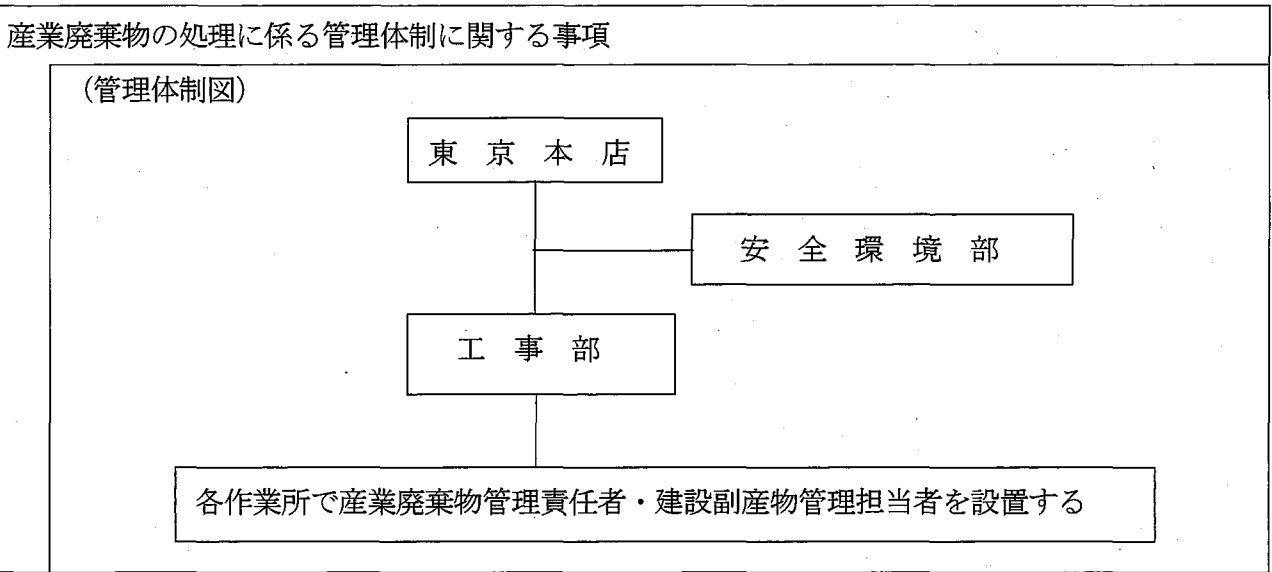 産業廃棄物の処理に係る管理体制に関する事項
（管理体制図）
東京本店
安全環境部
工事部
各作業所で産業廃棄物管理責任者・建設副産物管理担当者を設置する